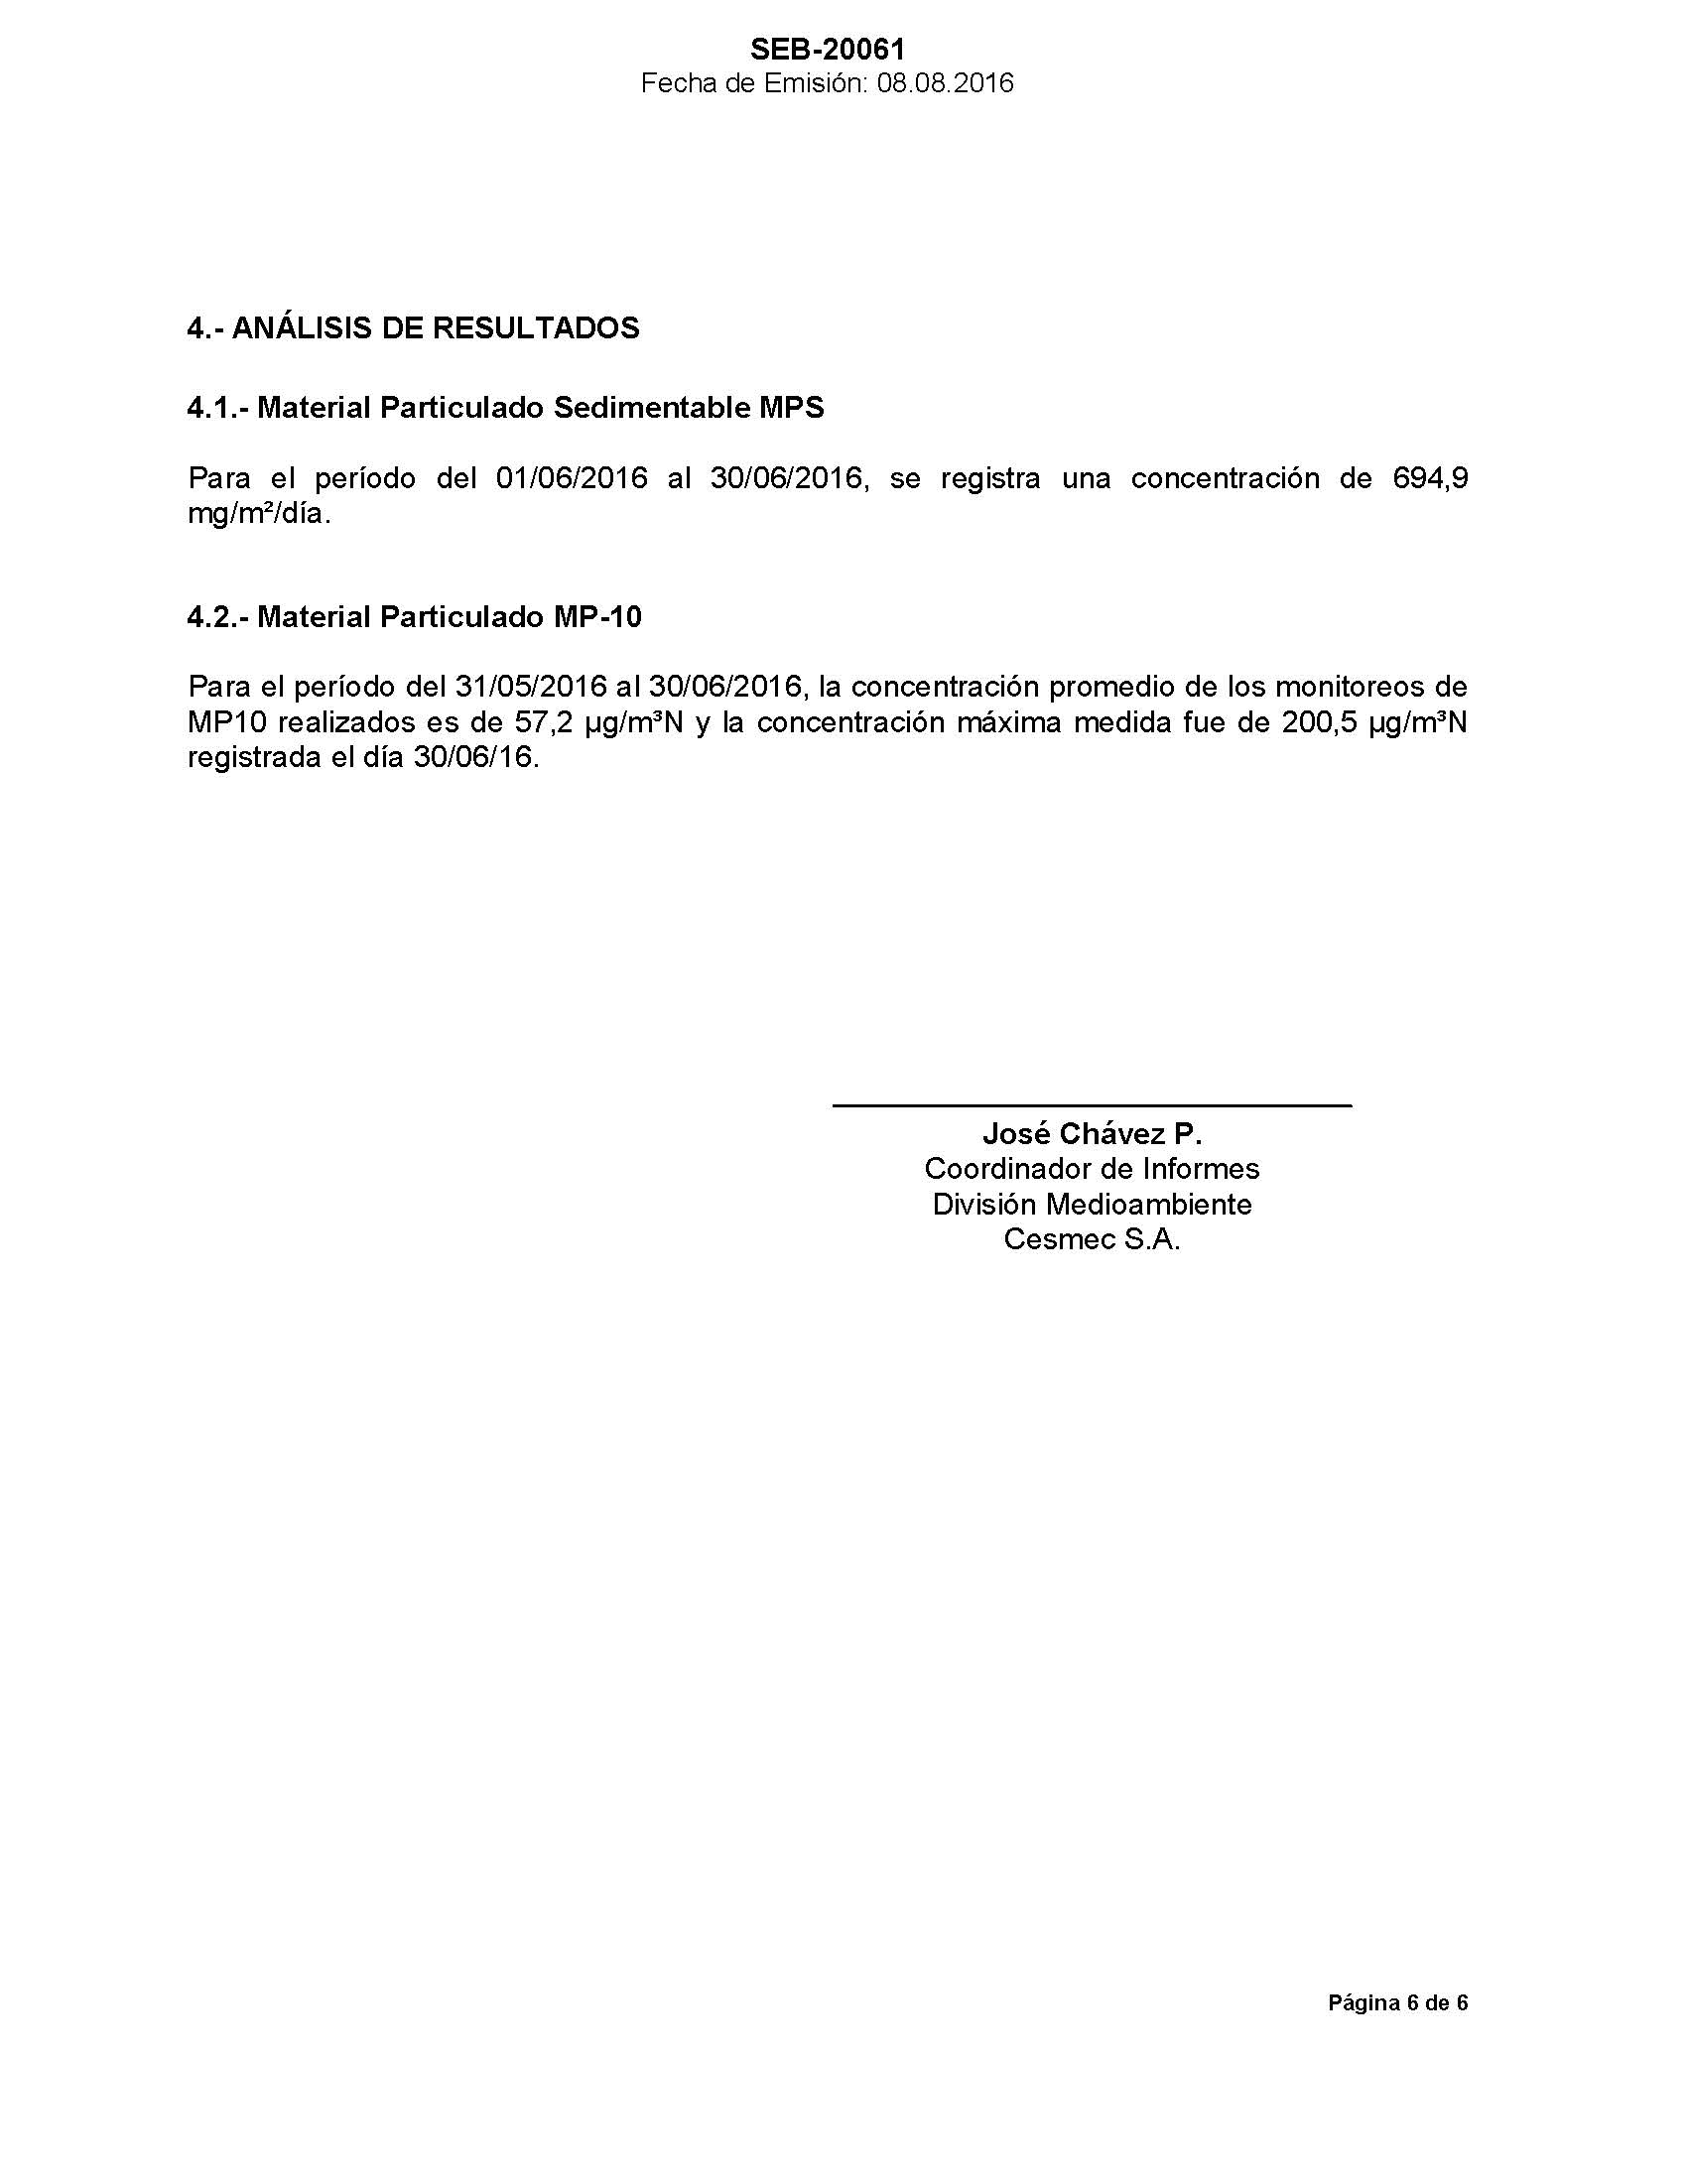 SEB-20061
Fecha de Emisión: 08.08.2016
4.- ANÁLISIS DE RESULTADOS
4.1.- Material Particulado Sedimentable MPS
Para el período del 01/06/2016 al 30/06/2016, se registra una concentración de 694,9
mg/m²/día.
4.2.- Material Particulado MP-10
Para el período del 31/05/2016 al 30/06/2016, la concentración promedio de los monitoreos de
MP10 realizados es de 57,2 µg/m³N y la concentración máxima medida fue de 200,5 µg/m³N
registrada el día 30/06/16.
José Chávez P.
Coordinador de Informes
División Medioambiente
Cesmec S.A.
Página 6 de 6